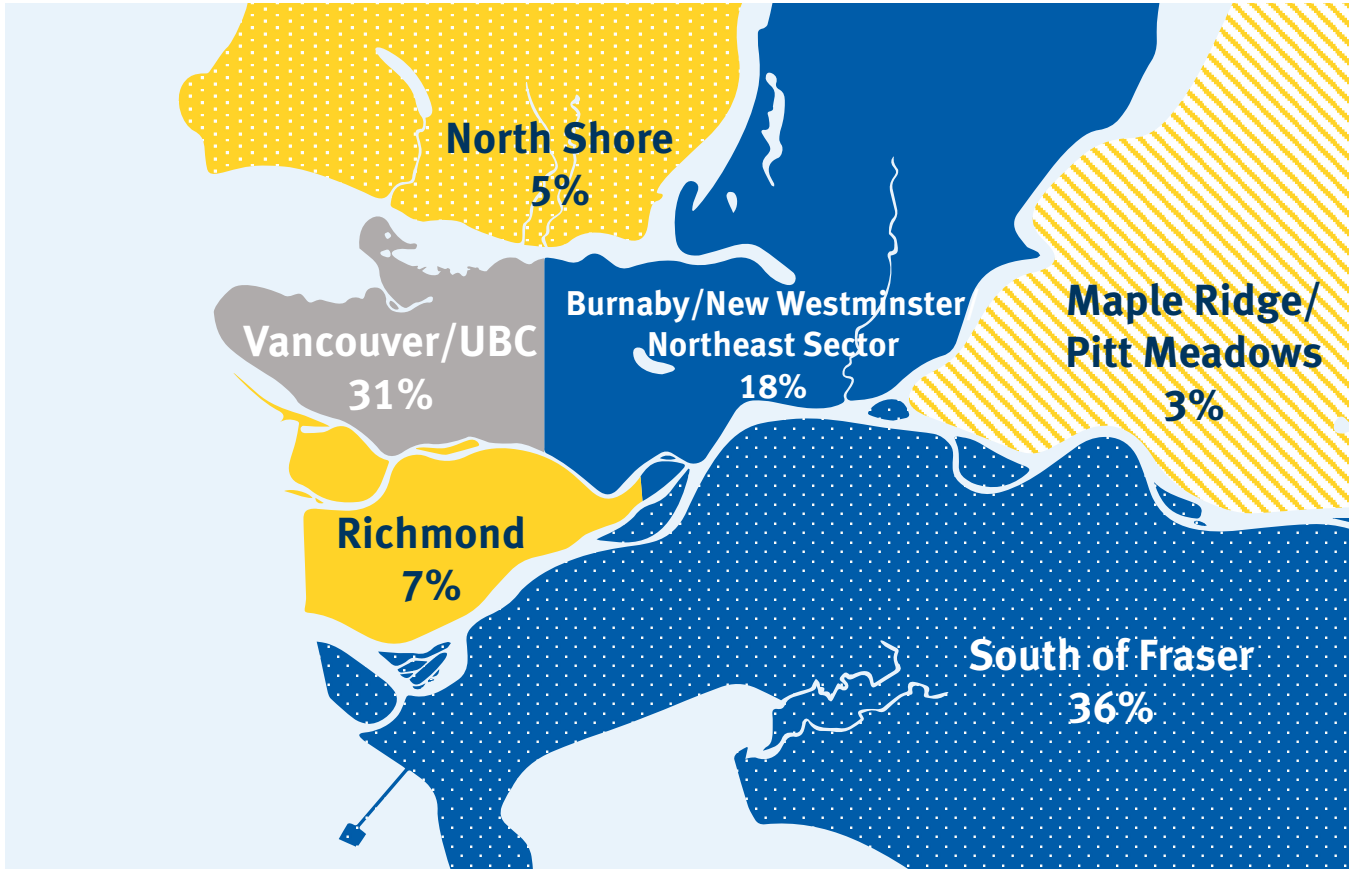 North Shore
5%
Vancouver/UBC
31%
Burnaby/New Westminster/
Northeast Sector
18%
Maple Ridge/
Pitt Meadows
3%
Richmond
7%
South of Fraser
36%